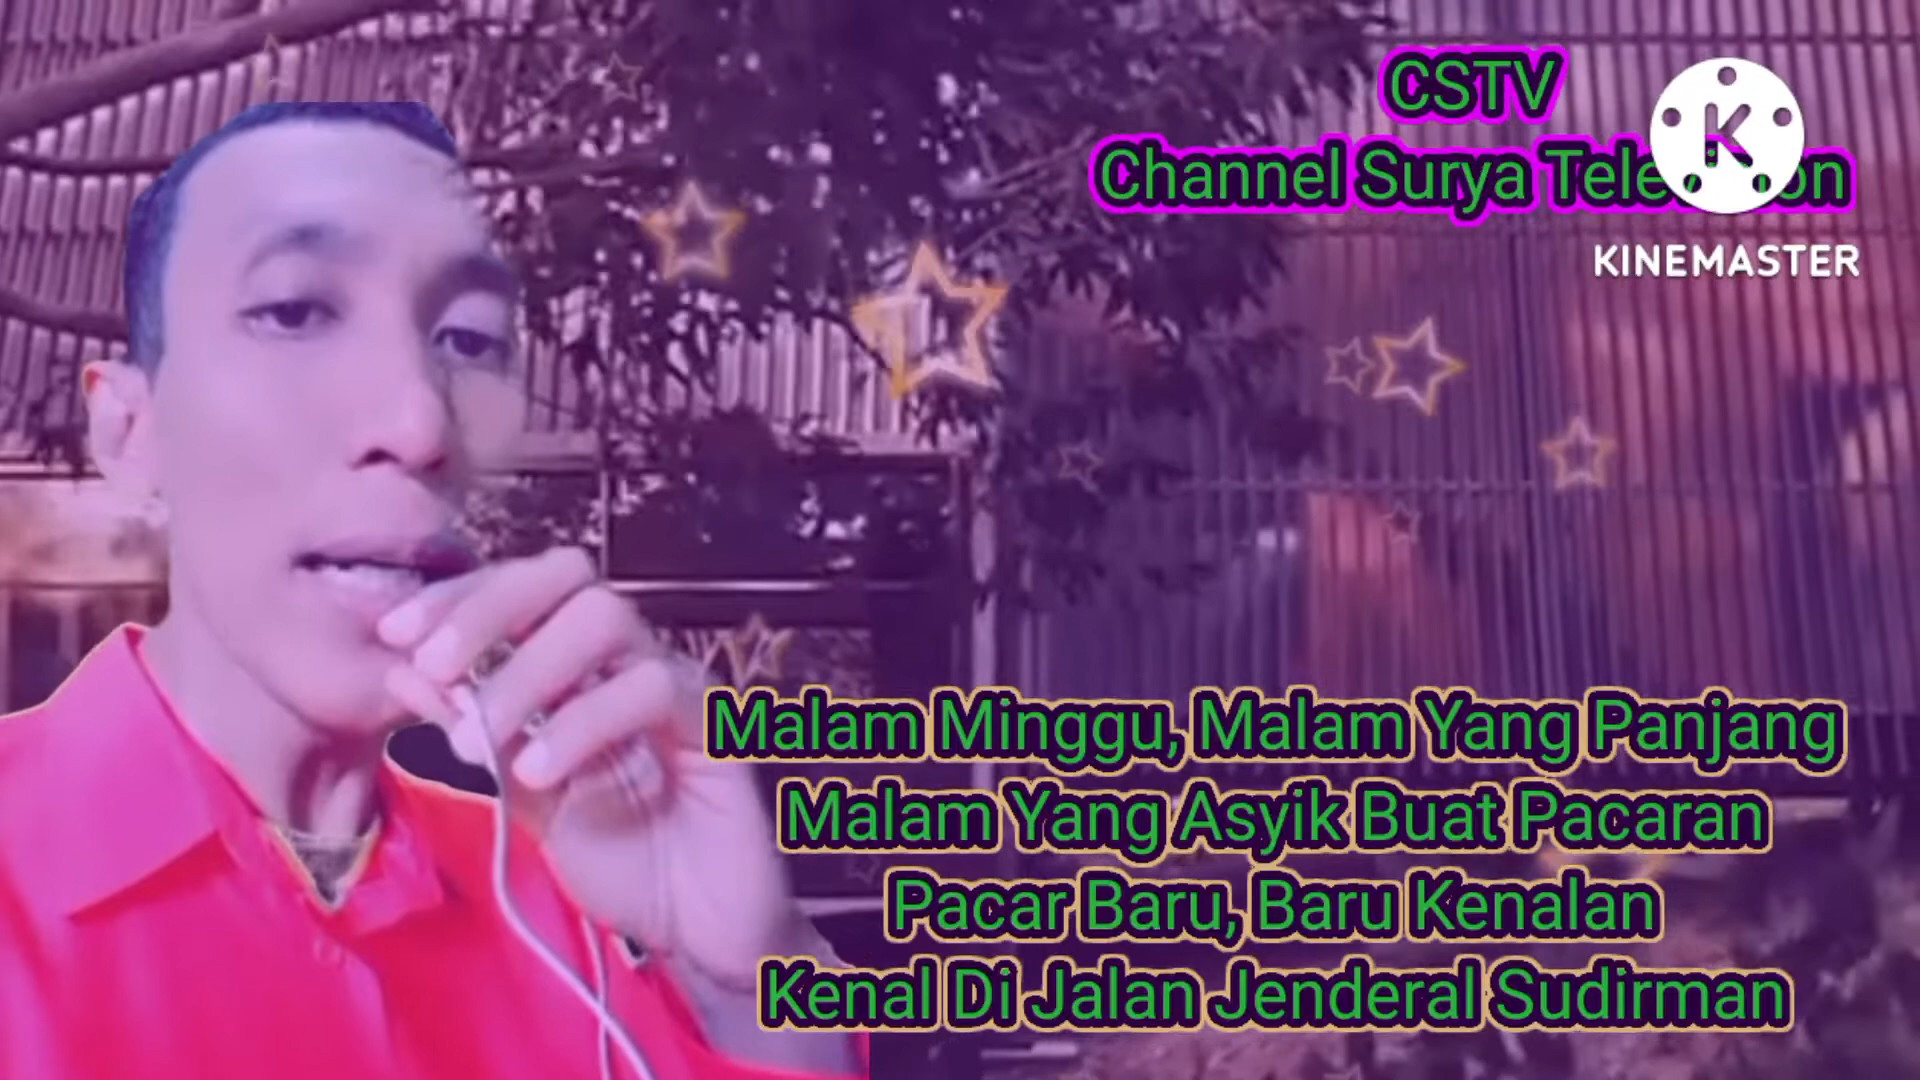 CSTV
Channel Surya Tele
K
KINEMASTER
Malam Minggu, Malam Yang Panjang
Malam Yang Asyik Buat Pacaran
Pacar Baru, Baru Kenalan
Kenal Di Jalan Jenderal Sudirman